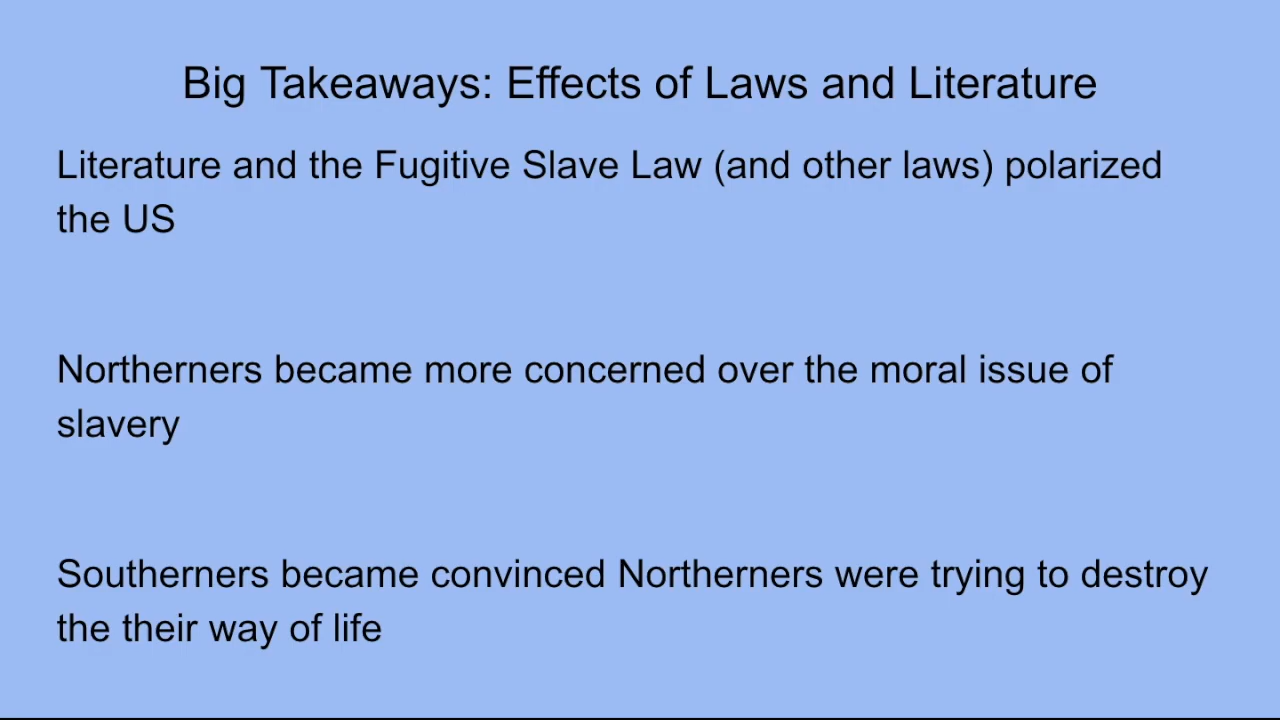 Big Takeaways: Effects of Laws and Literature
Literature and the Fugitive Slave Law (and other laws) polarized
the US
Northerners became more concerned over the moral issue of
slavery
Southerners became convinced Northerners were trying to destroy
the their way of life